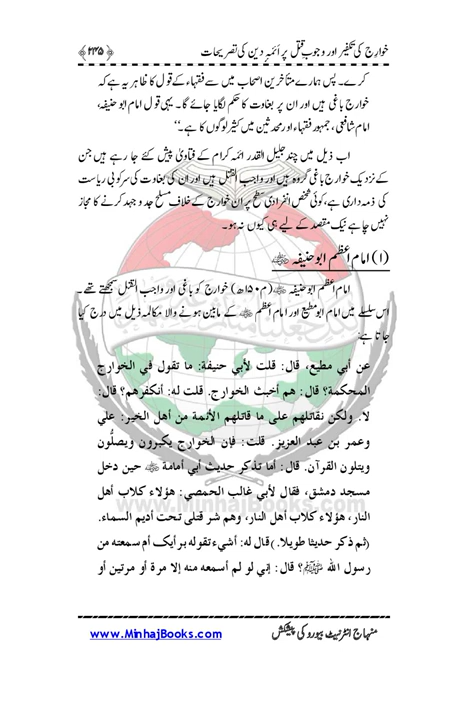 خوارج کی تکفیر اور وجوبِ قتل پر ائمہ دین کی تصریحات ﴿۲۳۵﴾
کرے۔ پس ہمارے متاخرین اصحاب میں سے فقہاء کے قول کا ظاہر یہ ہے کہ
خوارج باغی ہیں اور ان پر بغاوت کا حکم لگایا جائے گا۔ یہی قول امام ابو حنیفہ،
امام شافعی، جمہور فقہاء اور محدثین میں کثیر لوگوں کا ہے۔‘‘
اب ذیل میں چند جلیل القدر ائمہ کرام کے فتاویٰ پیش کئے جا رہے ہیں جن
کے نزدیک خوارج باغی گروہ ہیں اور واجب القتل ہیں اور ان کی بغاوت کی سرکوبی ریاست
کی ذمہ داری ہے، کوئی شخص انفرادی سطح پر ان خوارج کے خلاف مسلح جد و جہد کرنے کا مجاز
نہیں چاہے نیک مقصد کے لیے ہی کیوں نہ ہو۔
(۱) امام اعظم ابو حنیفہ ﷫
امام اعظم ابو حنیفہ ﷫ (م ۱۵۰ھ) خوارج کو باغی اور واجب القتل سمجھتے تھے۔
اس سلسلے میں امام ابو مطیع اور امام اعظم ﷫ کے مابین ہونے والا مکالمہ ذیل میں درج کیا
جاتا ہے:
عن أبي مطيع، قال: قلت لأبي حنيفة: ما تقول في الخوارج
المحكمة؟ قال: هم أخبث الخوارج. قلت له: أنكفرهم؟ قال:
لا. ولكن نقاتلهم على ما قاتلهم الأئمة من أهل الخير: علي
وعمر بن عبد العزيز. قلت: فإن الخوارج يكبرون ويصلّون
ويتلون القرآن. قال: أما تذكر حديث أبي أمامة ﷜ حين دخل
مسجد دمشق، فقال لأبي غالب الحمصي: هؤلاء كلاب أهل
النار، هؤلاء كلاب أهل النار، وهم شر قتلى تحت أديم السماء.
(ثم ذكر حديثا طويلا.) قال له: أشيء تقوله برأيك أم سمعته من
رسول الله ﷺ؟ قال: إني لو لم أسمعه منه إلا مرة أو مرتين أو
www.MinhajBooks.com
منہاج انٹرنیٹ بیورو کی پیشکش www.MinhajBooks.com